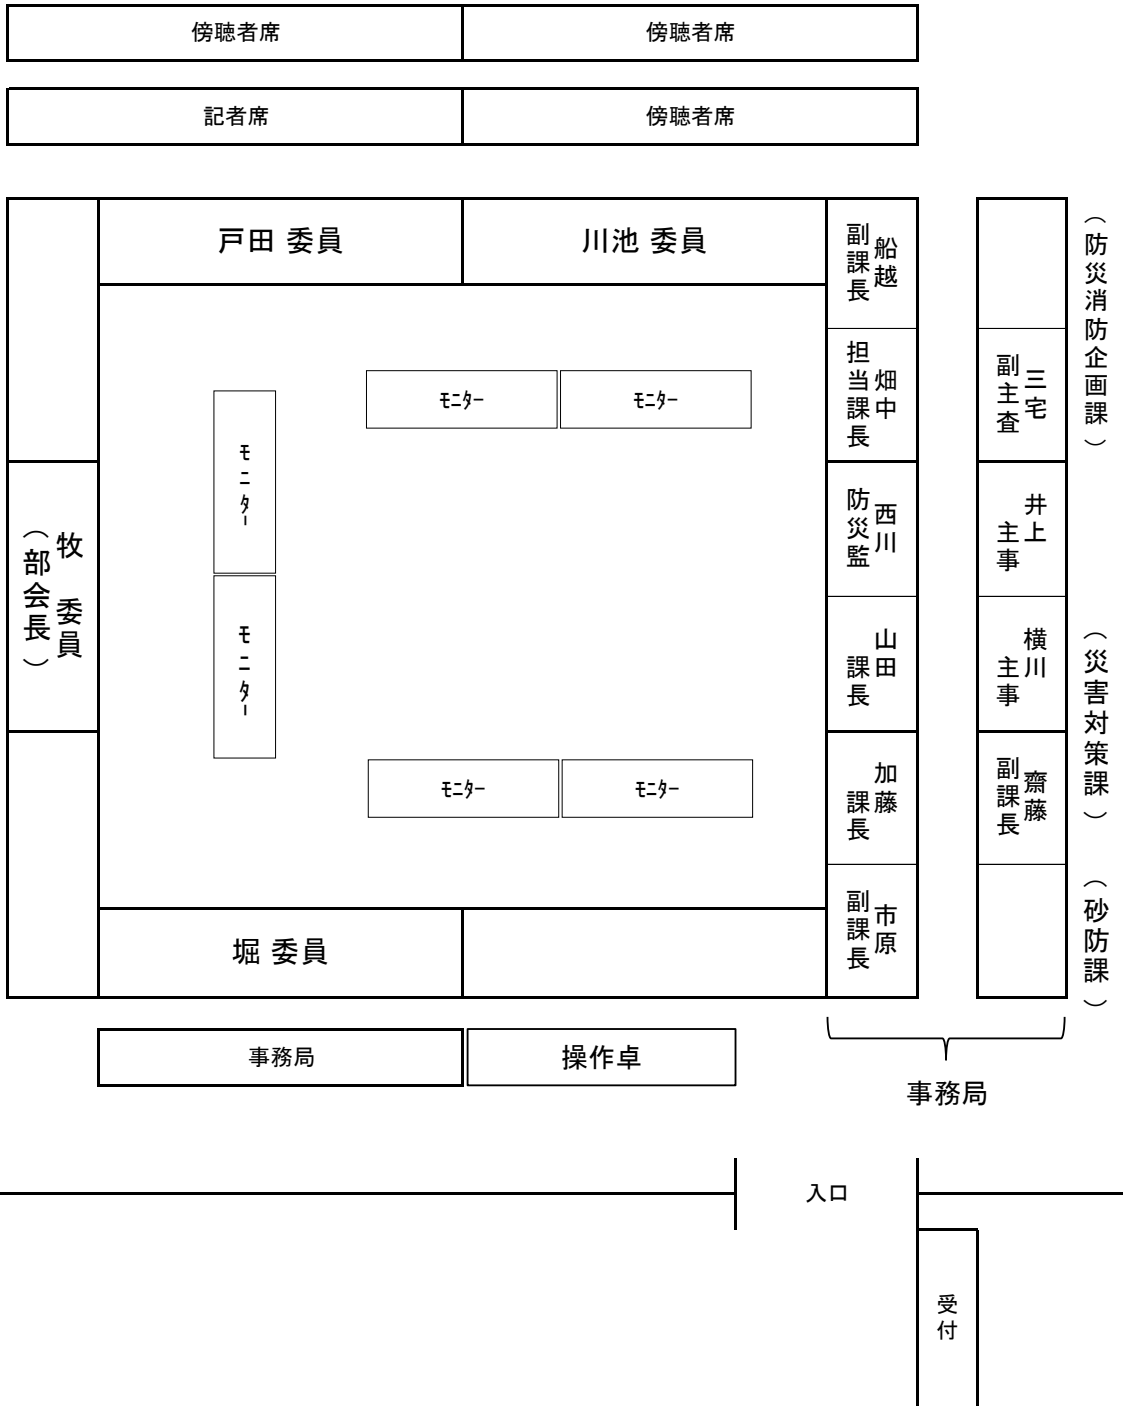 傍聴者席
傍聴者席
記者席
傍聴者席
戸田 委員
川池 委員
船越
副課長
畑中
担当課長
西川
防災監
山田
課長
加藤
課長
市原
副課長
三宅
副主査
井上
主事
横川
主事
齋藤
副課長
（防災消防企画課）
（災害対策課）
（砂防課）
牧 委員
（部会長）
ﾓﾆﾀｰ
ﾓﾆﾀｰ
ﾓﾆﾀｰ
ﾓﾆﾀｰ
ﾓﾆﾀｰ
ﾓﾆﾀｰ
堀 委員
事務局
操作卓
事務局
入口
受付